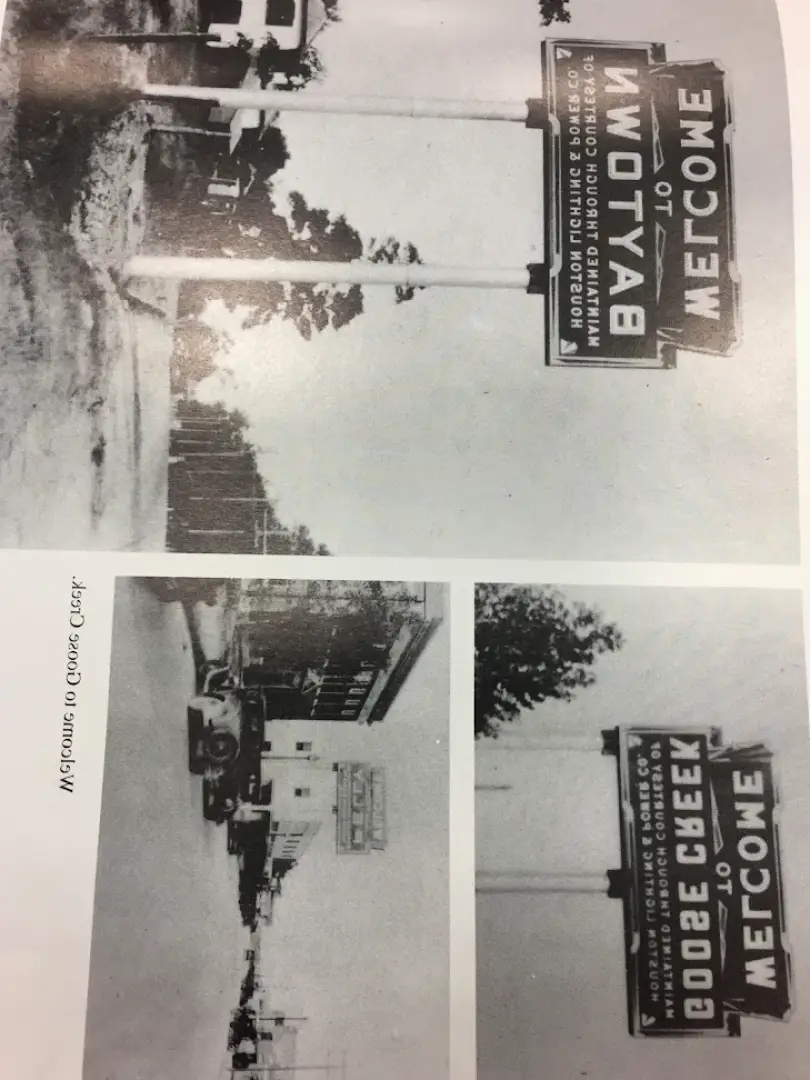 WELCOME
TO
BAYTOWN
MAINTAINED THROUGH COURTESY OF
HOUSTON LIGHTING & POWER CO.
WELCOME
TO
GOOSE CREEK
MAINTAINED THROUGH COURTESY OF
HOUSTON LIGHTING & POWER CO.
Welcome to Goose Creek.